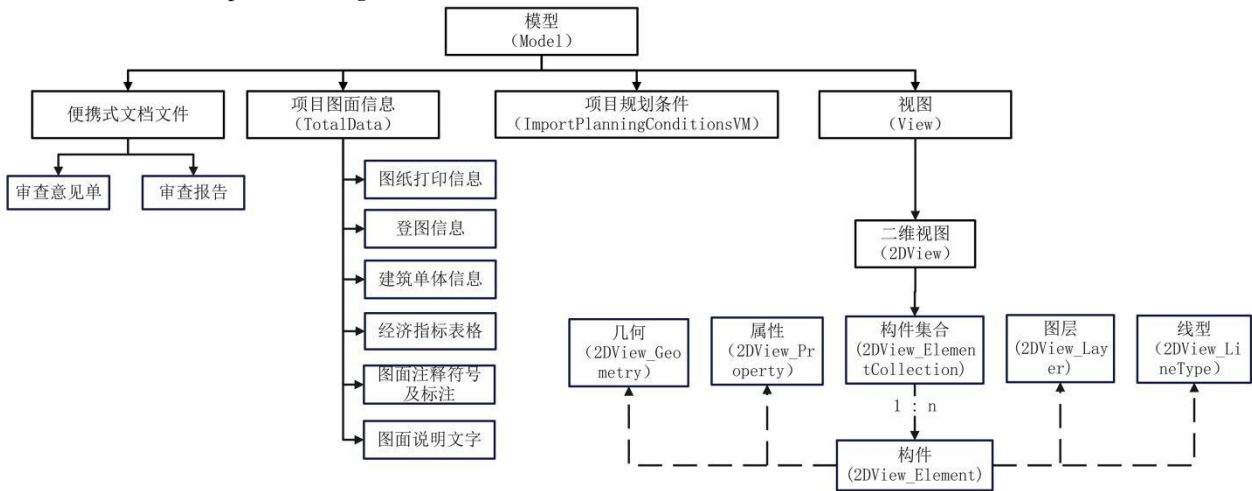 模型
（Model）
便携式文档文件
项目图面信息
(TotalData)
项目规划条件
(ImportPlanningConditionsVM)
视图
(View)
审查意见单
审查报告
图纸打印信息
登图信息
建筑单体信息
经济指标表格
图面注释符号
及标注
图面说明文字
二维视图
(2DView)
几何
（2DView_Geo
metry）
属性
（2DView_Pr
operty）
构件集合
(2DView_Elemen
tCollection)
图层
(2DView_Lay
er)
线型
（2DView_Li
neType）
1 : n
构件
(2DView_Element)